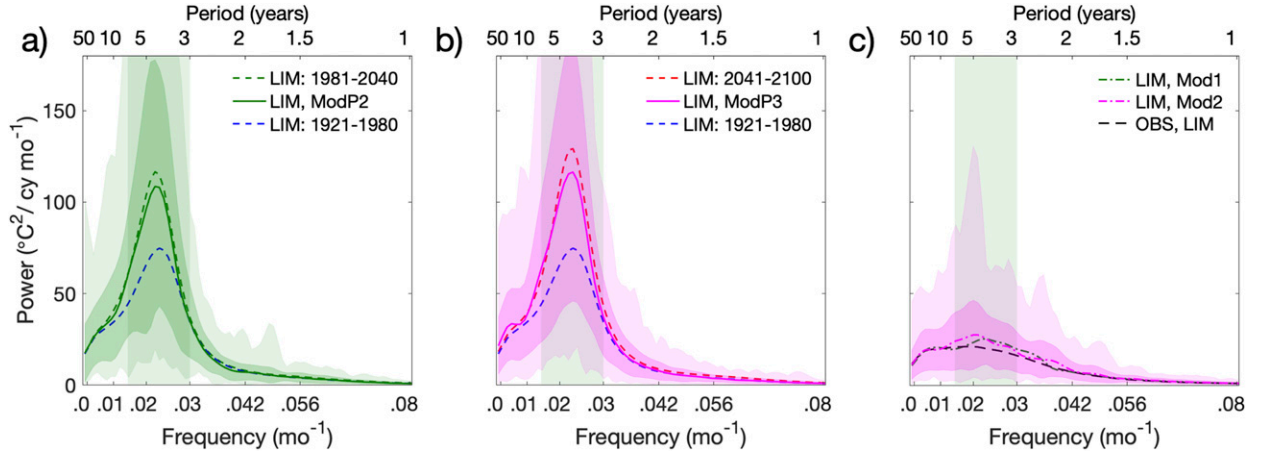 Period (years)
50 10 5 3 2 1.5 1
a)
LIM: 1981-2040
LIM, ModP2
LIM: 1921-1980
150
100
50
0
Power (°C²/ cy mo⁻¹)
.0 .01 .02 .03 .042 .056 .08
Frequency (mo⁻¹)
Period (years)
50 10 5 3 2 1.5 1
b)
LIM: 2041-2100
LIM, ModP3
LIM: 1921-1980
.0 .01 .02 .03 .042 .056 .08
Frequency (mo⁻¹)
Period (years)
50 10 5 3 2 1.5 1
c)
LIM, Mod1
LIM, Mod2
OBS, LIM
.0 .01 .02 .03 .042 .056 .08
Frequency (mo⁻¹)